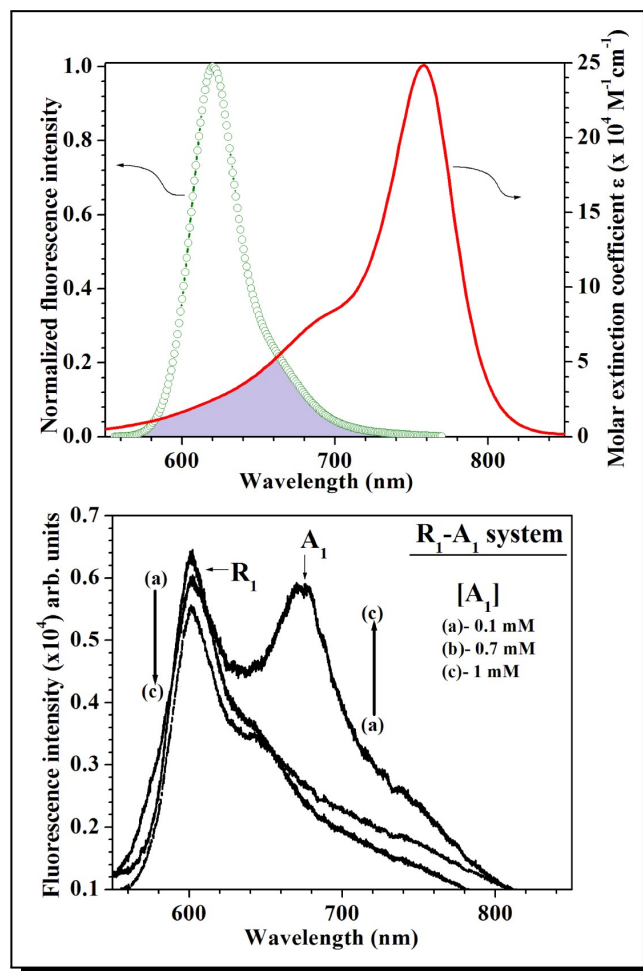 Normalized fluorescence intensity
1.0
0.8
0.6
0.4
0.2
0.0
25
20
15
10
5
0
Molar extinction coefficient ε (x 10⁴ M⁻¹cm⁻¹)
600
700
800
Wavelength (nm)
Fluorescence intensity (x10⁴) arb. units
0.7
0.6
0.5
0.4
0.3
0.2
0.1
(a)
(c)
R₁
A₁
(c)
(a)
R₁-A₁ system
[A₁]
(a)- 0.1 mM
(b)- 0.7 mM
(c)- 1 mM
600
700
800
Wavelength (nm)